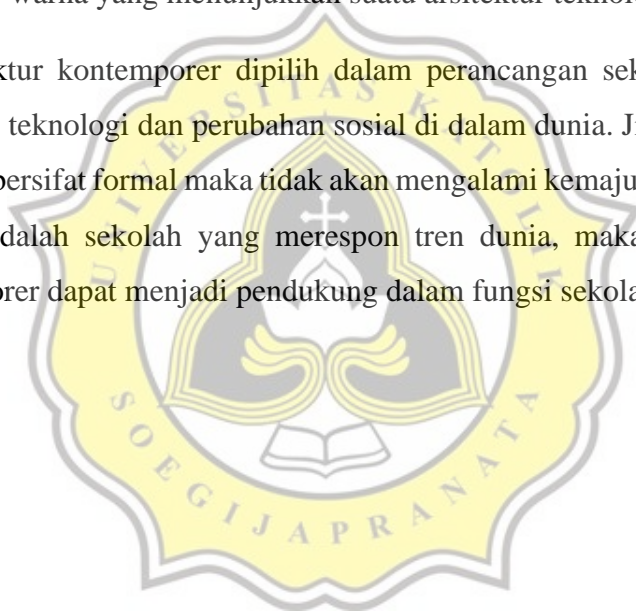 warna yang menunjukkan suatu arsitektur teknolo
ktur kontemporer dipilih dalam perancangan sek
teknologi dan perubahan sosial di dalam dunia. J
bersifat formal maka tidak akan mengalami kemaju
dalah sekolah yang merespon tren dunia, maka
orer dapat menjadi pendukung dalam fungsi sekola
UNIVERSITAS KATOLIK
SOEGIJAPRANATA